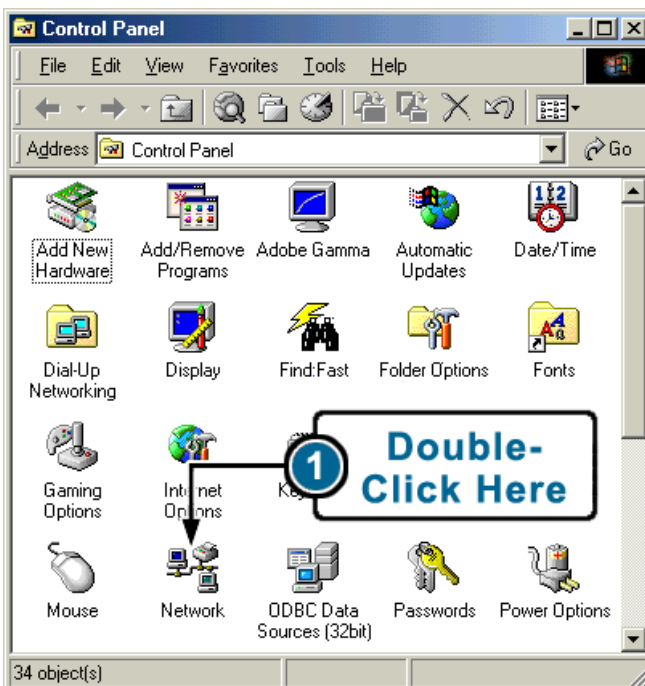 Control Panel
File Edit View Favorites Tools Help
Address Control Panel Go
Add New Hardware
Add/Remove Programs
Adobe Gamma
Automatic Updates
Date/Time
Dial-Up Networking
Display
Find:Fast
Folder Options
Fonts
Gaming Options
Internet Options
1
Double-
Click Here
Mouse
Network
ODBC Data Sources (32bit)
Passwords
Power Options
34 object(s)